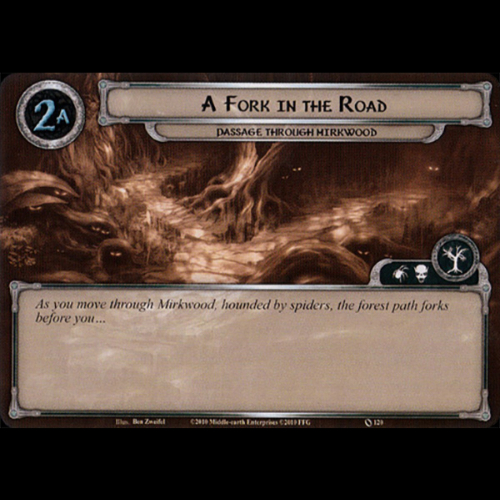 2A
A Fork in the Road
Passage Through Mirkwood
As you move through Mirkwood, hounded by spiders, the forest path forks
before you...
Illus. Ben Zweifel ©2010 Middle-earth Enterprises ©2010 FFG 120